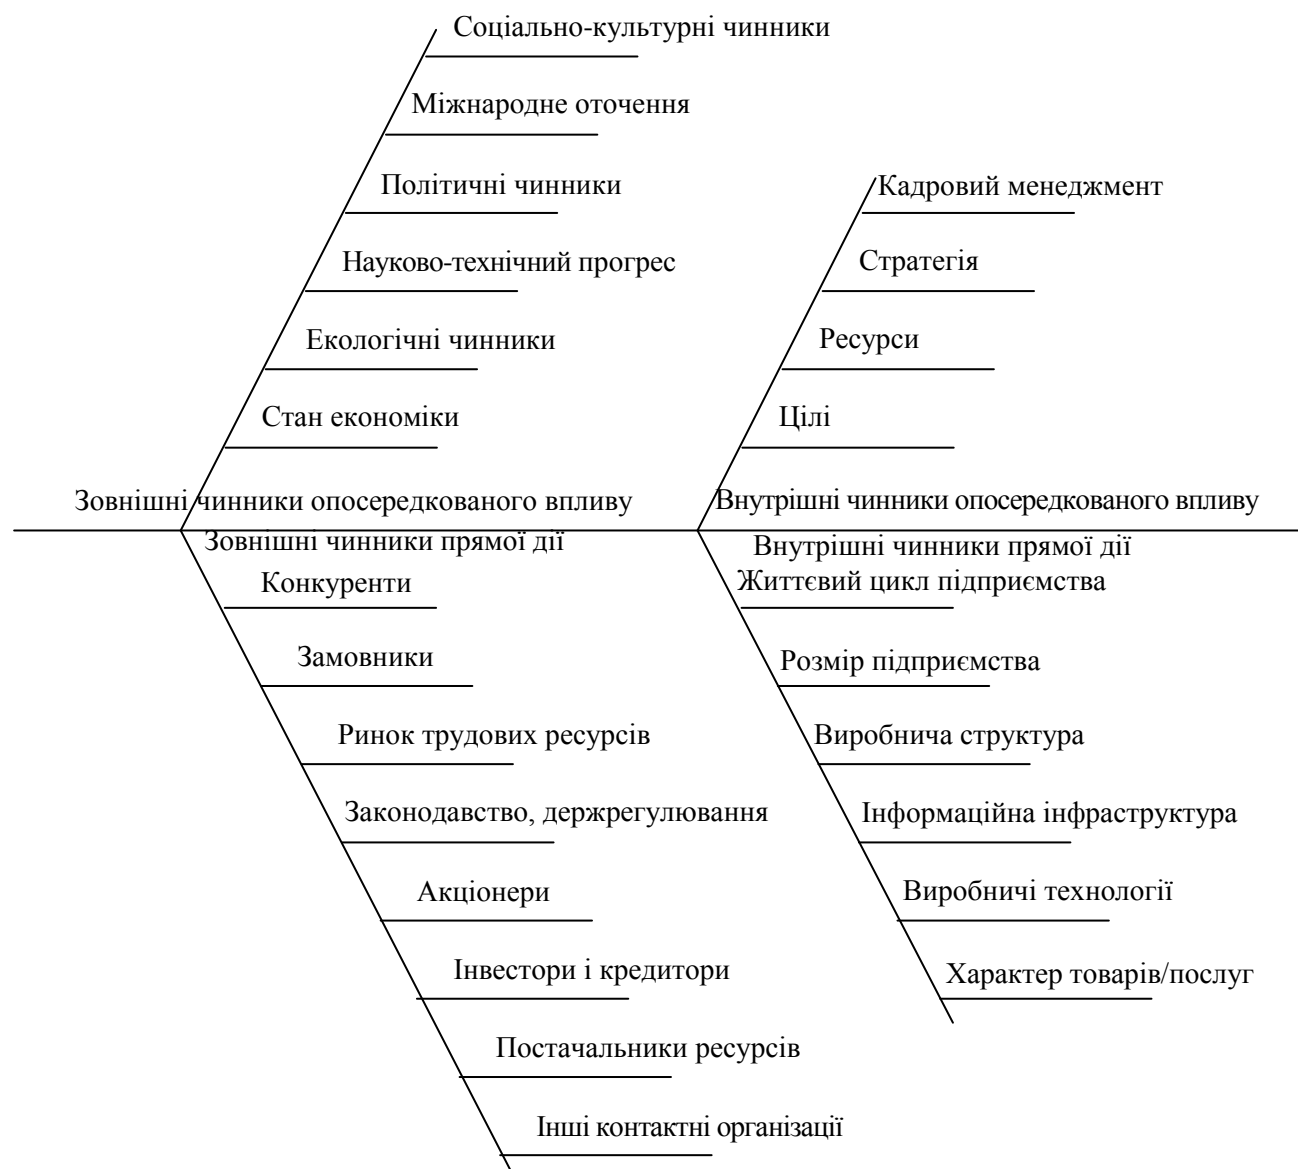 Соціально-культурні чинники
Міжнародне оточення
Політичні чинники
Науково-технічний прогрес
Екологічні чинники
Стан економіки
Зовнішні чинники опосередкованого впливу
Кадровий менеджмент
Стратегія
Ресурси
Цілі
Внутрішні чинники опосередкованого впливу
Зовнішні чинники прямої дії
Конкуренти
Замовники
Ринок трудових ресурсів
Законодавство, держрегулювання
Акціонери
Інвестори і кредитори
Постачальники ресурсів
Інші контактні організації
Внутрішні чинники прямої дії
Життєвий цикл підприємства
Розмір підприємства
Виробнича структура
Інформаційна інфраструктура
Виробничі технології
Характер товарів/послуг